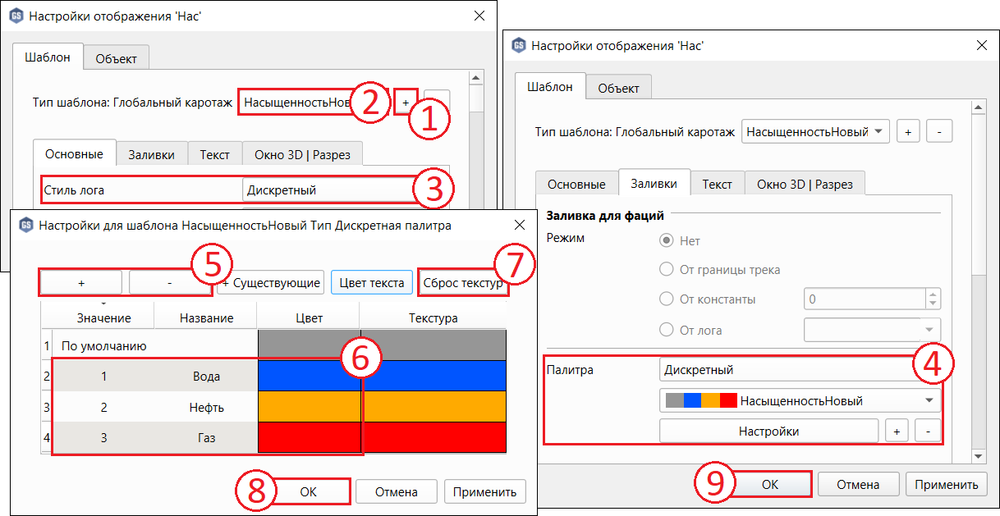 GS Настройки отображения 'Нас'
Шаблон Объект
Тип шаблона: Глобальный каротаж НасыщенностьНов + -
2
1
Основные Заливки Текст Окно 3D | Разрез
Стиль лога Дискретный
3
GS Настройки для шаблона НасыщенностьНовый Тип Дискретная палитра
5
7
+ - + Существующие Цвет текста Сброс текстур
Значение Название Цвет Текстура
1 По умолчанию
6
2 1 Вода
3 2 Нефть
4 3 Газ
8 OK Отмена Применить
GS Настройки отображения 'Нас'
Шаблон Объект
Тип шаблона: Глобальный каротаж НасыщенностьНовый + -
Основные Заливки Текст Окно 3D | Разрез
Заливка для фаций
Режим Нет
От границы трека
От константы 0
От лога
4
Палитра Дискретный
НасыщенностьНовый
Настройки + -
9 OK Отмена Применить